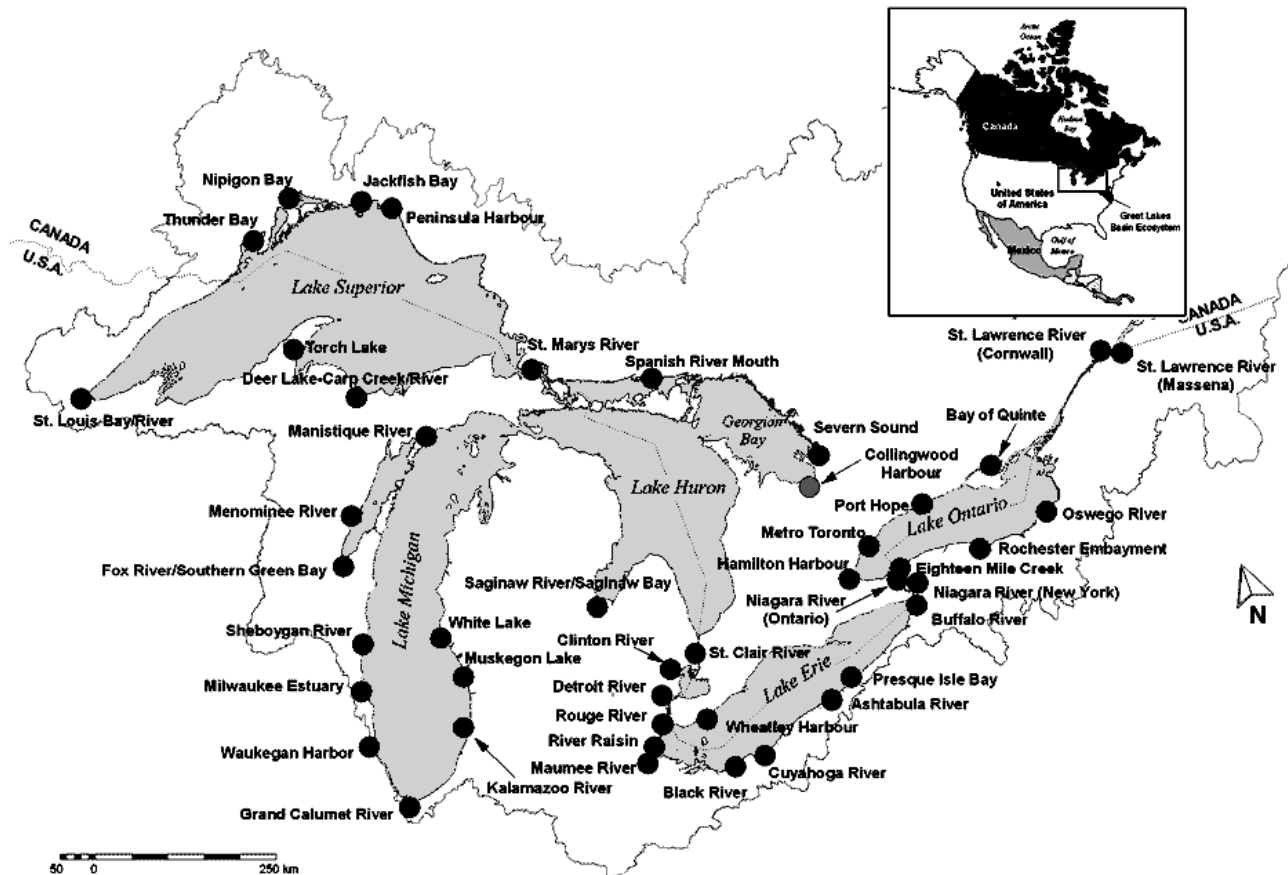 Arctic
Ocean
Canada
Hudson
Bay
United States
of America
Great Lakes
Basin Ecosystem
Mexico
Gulf of
Mexico
Nipigon Bay
Jackfish Bay
Thunder Bay
Peninsula Harbour
CANADA
U.S.A.
Lake Superior
CANADA
U.S.A.
St. Lawrence River
(Cornwall)
St. Lawrence River
(Massena)
St. Marys River
Torch Lake
Spanish River Mouth
Deer Lake-Carp Creek/River
St. Louis Bay/River
Bay of Quinte
Manistique River
Georgian
Bay
Severn Sound
Collingwood
Harbour
Lake Huron
Menominee River
Port Hope
Lake Ontario
Oswego River
Metro Toronto
Rochester Embayment
Fox River/Southern Green Bay
Lake Michigan
Hamilton Harbour
Eighteen Mile Creek
Saginaw River/Saginaw Bay
Niagara River
(Ontario)
Niagara River (New York)
N
Buffalo River
Sheboygan River
White Lake
Clinton River
St. Clair River
Muskegon Lake
Lake Erie
Presque Isle Bay
Milwaukee Estuary
Detroit River
Ashtabula River
Rouge River
Wheatley Harbour
Waukegan Harbor
River Raisin
Maumee River
Cuyahoga River
Kalamazoo River
Black River
Grand Calumet River
50 0 250 km